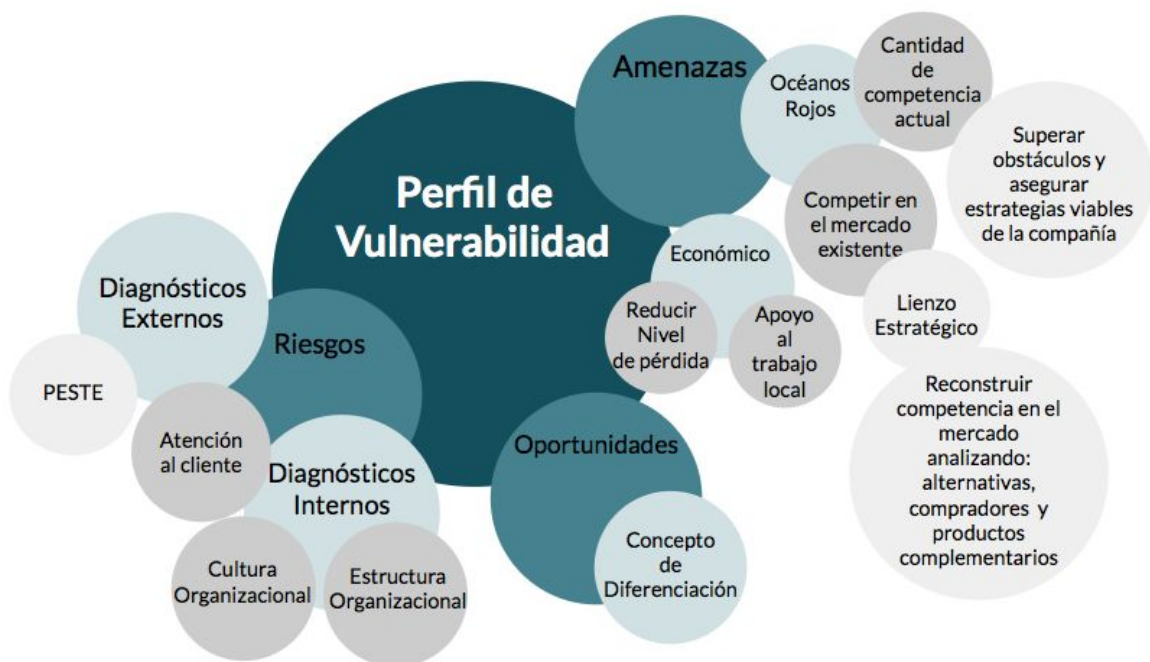 Perfil de
Vulnerabilidad
Amenazas
Océanos
Rojos
Cantidad
de
competencia
actual
Superar
obstáculos y
asegurar
estrategias viables
de la compañía
Competir en
el mercado
existente
Económico
Reducir
Nivel
de pérdida
Apoyo
al
trabajo
local
Lienzo
Estratégico
Reconstruir
competencia en el
mercado
analizando:
alternativas,
compradores y
productos
complementarios
Diagnósticos
Externos
Riesgos
PESTE
Atención
al cliente
Diagnósticos
Internos
Cultura
Organizacional
Estructura
Organizacional
Oportunidades
Concepto
de
Diferenciación